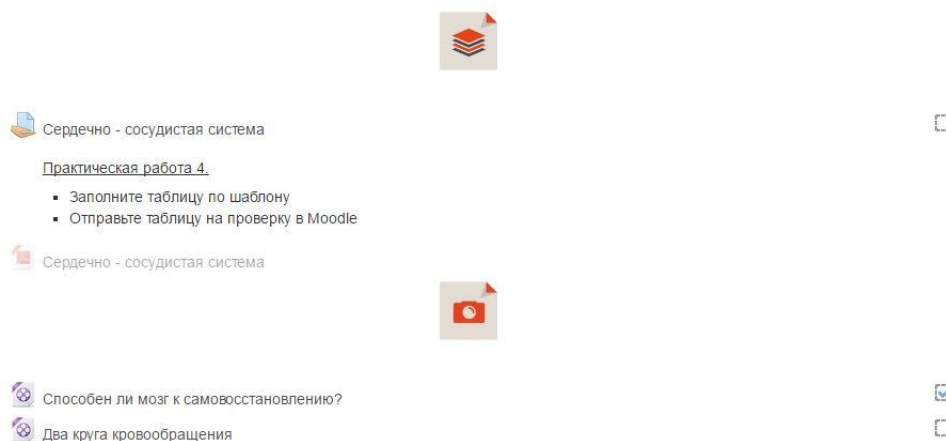 Сердечно - сосудистая система
Практическая работа 4.
Заполните таблицу по шаблону
Отправьте таблицу на проверку в Moodle
Сердечно - сосудистая система
Способен ли мозг к самовосстановлению?
Два круга кровообращения